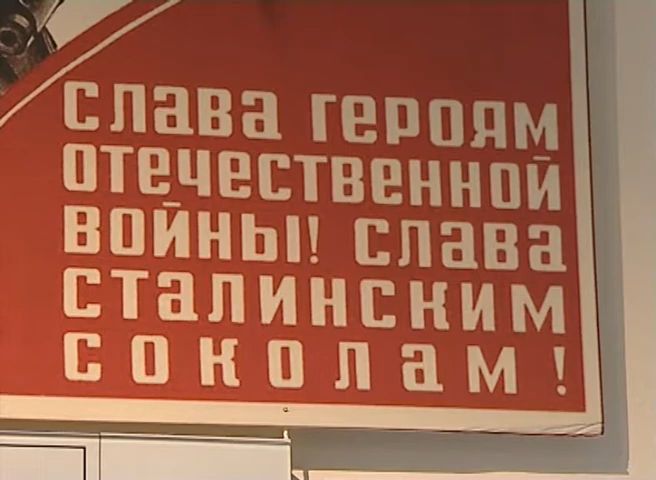 Слава героям
отечественной
войны! Слава
сталинским
соколам!